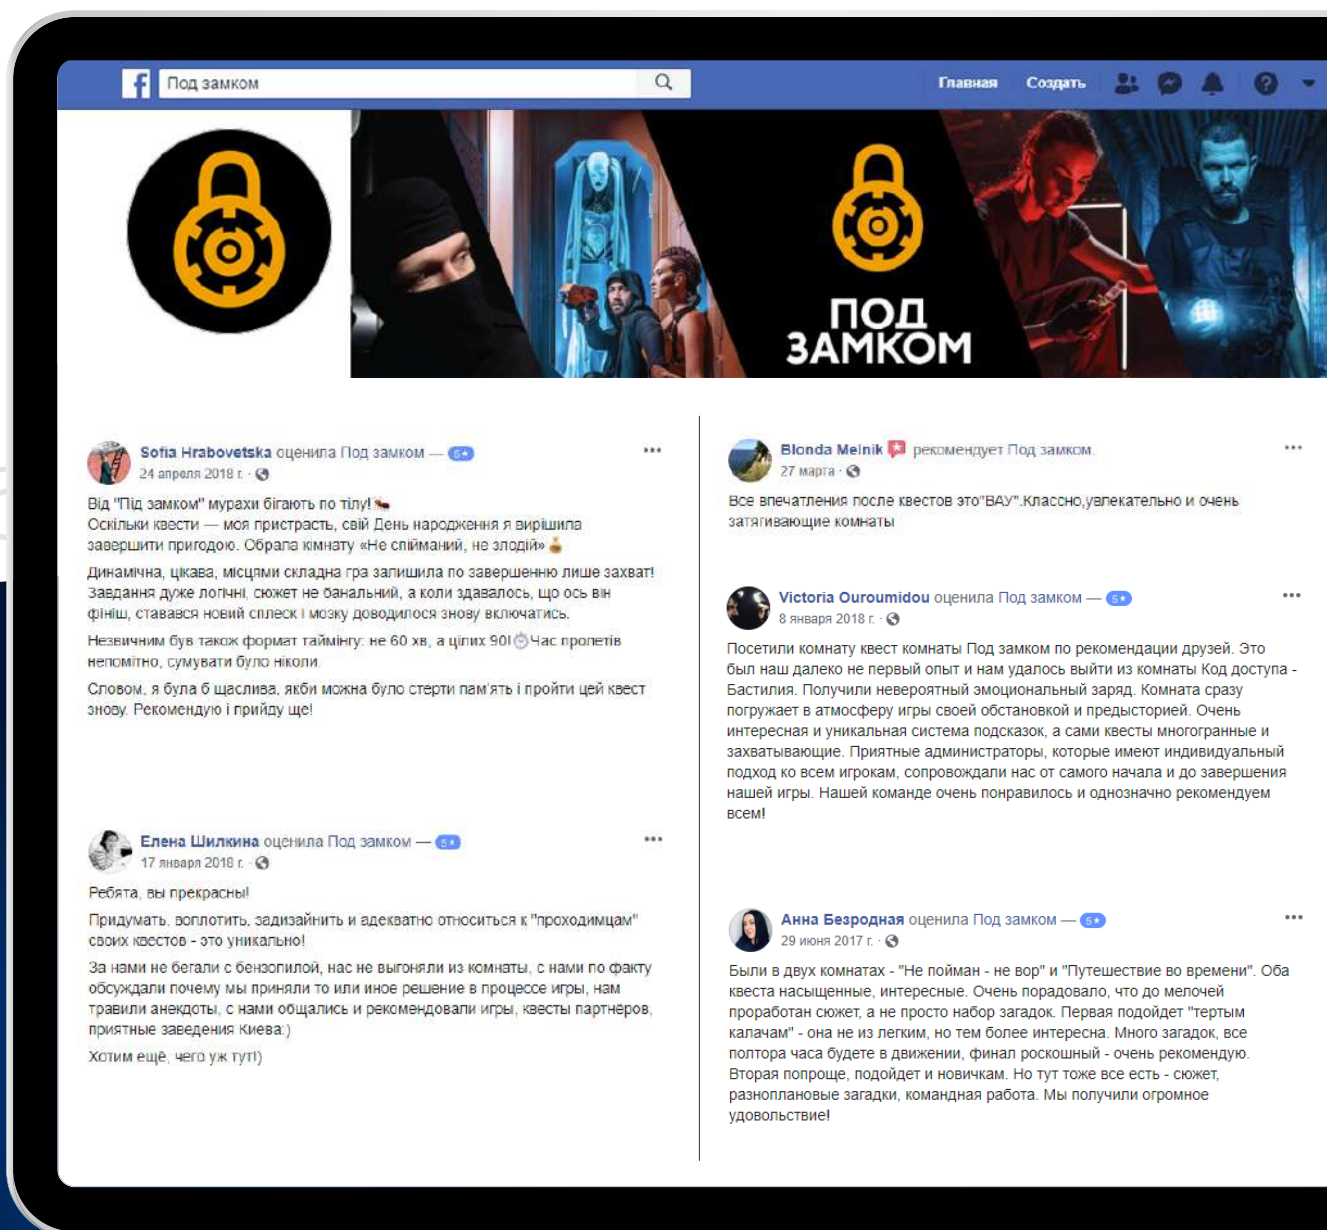 Под замком
Главная
Создать
ПОД
ЗАМКОМ
Sofia Hrabovetska оценила Под замком — 5★
24 апреля 2018 г.
Від "Під замком" мурахи бігають по тілу!
Оскільки квести — моя пристрасть, свій День народження я вирішила
завершити пригодою. Обрала кімнату «Не спійманий, не злодій»
Динамічна, цікава, місцями складна гра залишила по завершенню лише захват!
Завдання дуже логічні, сюжет не банальний, а коли здавалось, що ось він
фініш, ставався новий сплеск і мозку доводилося знову включатись.
Незвичним був також формат таймінгу: не 60 хв, а цілих 90! Час пролетів
непомітно, сумувати було ніколи.
Словом, я була б щаслива, якби можна було стерти пам'ять і пройти цей квест
знову. Рекомендую і прийду ще!
Елена Шилкина оценила Под замком — 5★
17 января 2018 г.
Ребята, вы прекрасны!
Придумать, воплотить, задизайнить и адекватно относиться к "проходимцам"
своих квестов - это уникально!
За нами не бегали с бензопилой, нас не выгоняли из комнаты, с нами по факту
обсуждали почему мы приняли то или иное решение в процессе игры, нам
травили анекдоты, с нами общались и рекомендовали игры, квесты партнёров,
приятные заведения Киева:)
Хотим ещё, чего уж тут!)
Blonda Melnik рекомендует Под замком.
27 марта
Все впечатления после квестов это"ВАУ".Классно,увлекательно и очень
затягивающие комнаты
Victoria Ouroumidou оценила Под замком — 5★
8 января 2018 г.
Посетили комнату квест комнаты Под замком по рекомендации друзей. Это
был наш далеко не первый опыт и нам удалось выйти из комнаты Код доступа -
Бастилия. Получили невероятный эмоциональный заряд. Комната сразу
погружает в атмосферу игры своей обстановкой и предысторией. Очень
интересная и уникальная система подсказок, а сами квесты многогранные и
захватывающие. Приятные администраторы, которые имеют индивидуальный
подход ко всем игрокам, сопровождали нас от самого начала и до завершения
нашей игры. Нашей команде очень понравилось и однозначно рекомендуем
всем!
Анна Безродная оценила Под замком — 5★
29 июня 2017 г.
Были в двух комнатах - "Не пойман - не вор" и "Путешествие во времени". Оба
квеста насыщенные, интересные. Очень порадовало, что до мелочей
проработан сюжет, а не просто набор загадок. Первая подойдет "тертым
калачам" - она не из легким, но тем более интересна. Много загадок, все
полтора часа будете в движении, финал роскошный - очень рекомендую.
Вторая попроще, подойдет и новичкам. Но тут тоже все есть - сюжет,
разноплановые загадки, командная работа. Мы получили огромное
удовольствие!